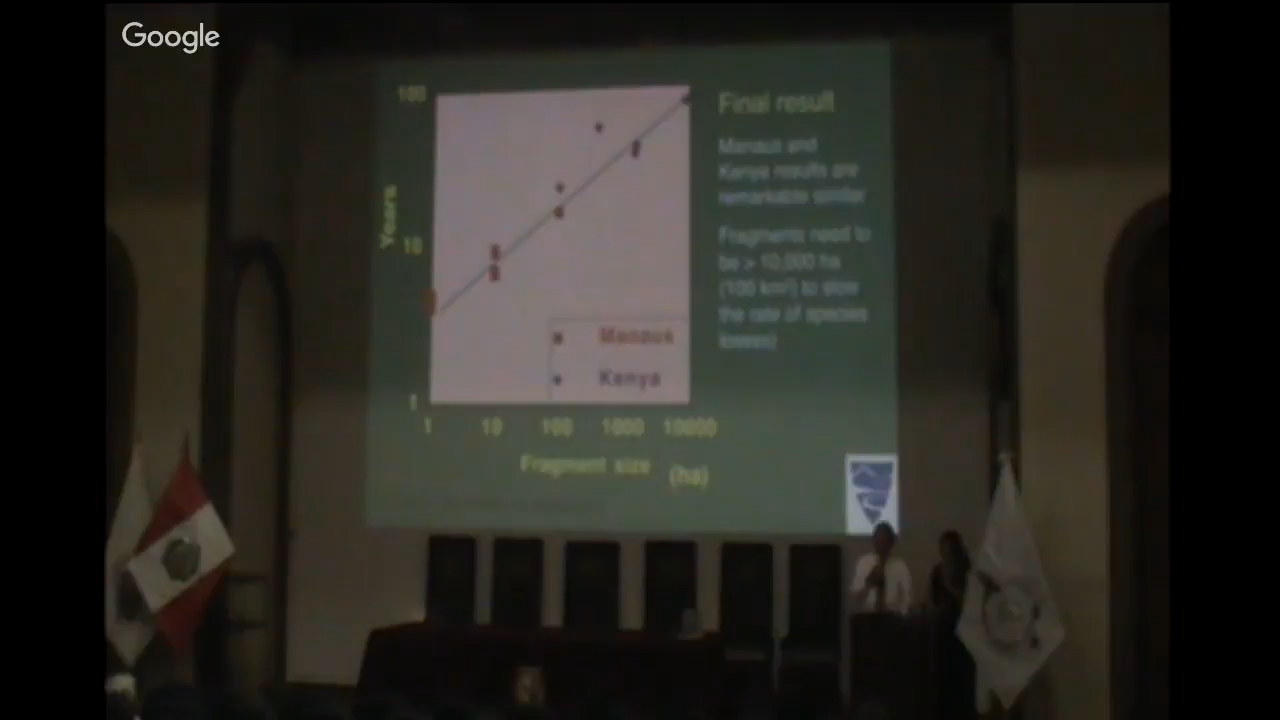 Google
100
Final result
Manaus and
Kenya results are
remarkable similar
Years
10
Fragments need to
be > 10,000 ha
(100 km²) to slow
the rate of species
losses)
Manaus
Kenya
1
1 10 100 1000 10000
Fragment size (ha)